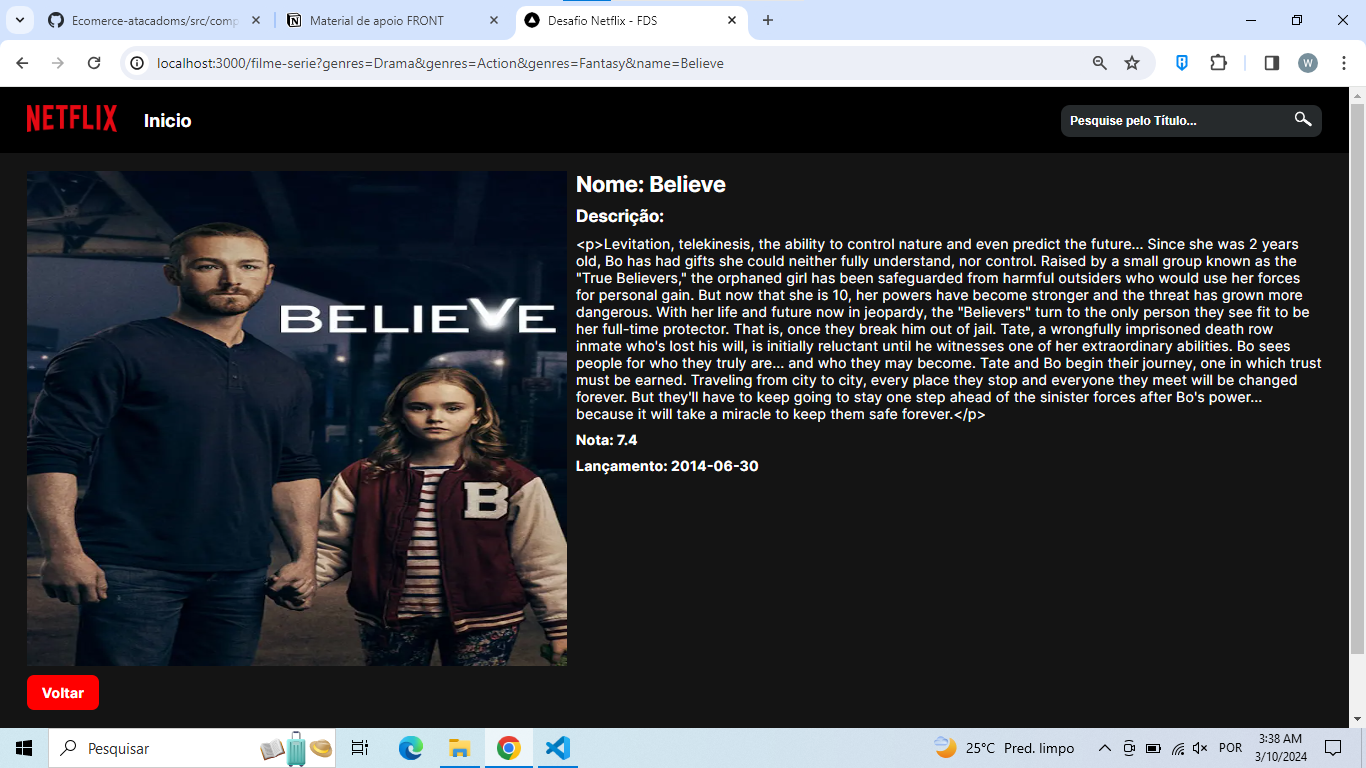 Ecomerce-atacadoms/src/comp
Material de apoio FRONT
Desafio Netflix - FDS
localhost:3000/filme-serie?genres=Drama&genres=Action&genres=Fantasy&name=Believe
W
NETFLIX
Inicio
Pesquise pelo Título...
BELIEVE
B
Nome: Believe
Descrição:
<p>Levitation, telekinesis, the ability to control nature and even predict the future... Since she was 2 years
old, Bo has had gifts she could neither fully understand, nor control. Raised by a small group known as the
"True Believers," the orphaned girl has been safeguarded from harmful outsiders who would use her forces
for personal gain. But now that she is 10, her powers have become stronger and the threat has grown more
dangerous. With her life and future now in jeopardy, the "Believers" turn to the only person they see fit to be
her full-time protector. That is, once they break him out of jail. Tate, a wrongfully imprisoned death row
inmate who's lost his will, is initially reluctant until he witnesses one of her extraordinary abilities. Bo sees
people for who they truly are... and who they may become. Tate and Bo begin their journey, one in which trust
must be earned. Traveling from city to city, every place they stop and everyone they meet will be changed
forever. But they'll have to keep going to stay one step ahead of the sinister forces after Bo's power...
because it will take a miracle to keep them safe forever.</p>
Nota: 7.4
Lançamento: 2014-06-30
Voltar
Pesquisar
25°C Pred. limpo
POR
3:38 AM
3/10/2024